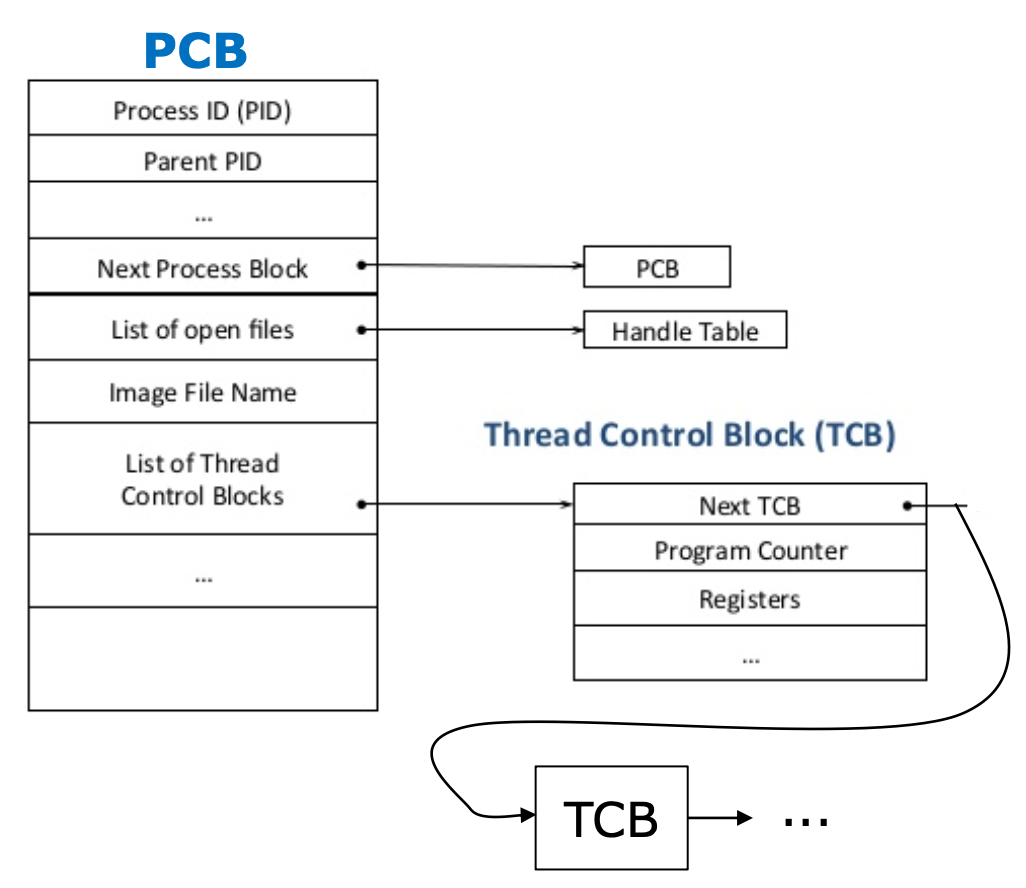 PCB
Process ID (PID)
Parent PID
...
Next Process Block
PCB
List of open files
Handle Table
Image File Name
Thread Control Block (TCB)
List of Thread
Control Blocks
Next TCB
Program Counter
...
Registers
...
TCB
...